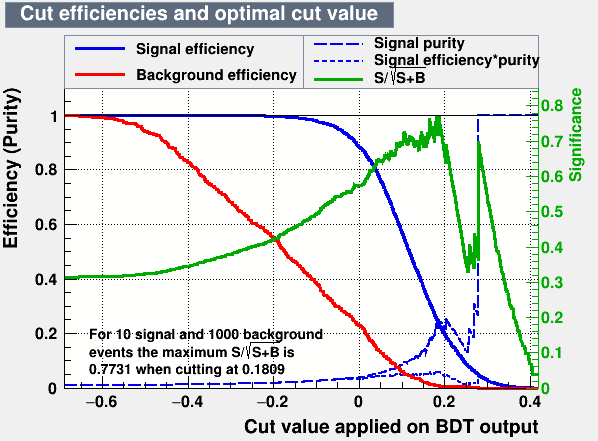 Cut efficiencies and optimal cut value
Signal efficiency
Background efficiency
Signal purity
Signal efficiency*purity
S/√S+B
Efficiency (Purity)
1
0.8
0.6
0.4
0.2
0
Significance
0.8
0.7
0.6
0.5
0.4
0.3
0.2
0.1
0
For 10 signal and 1000 background
events the maximum S/√S+B is
0.7731 when cutting at 0.1809
−0.6 −0.4 −0.2 0 0.2 0.4
Cut value applied on BDT output